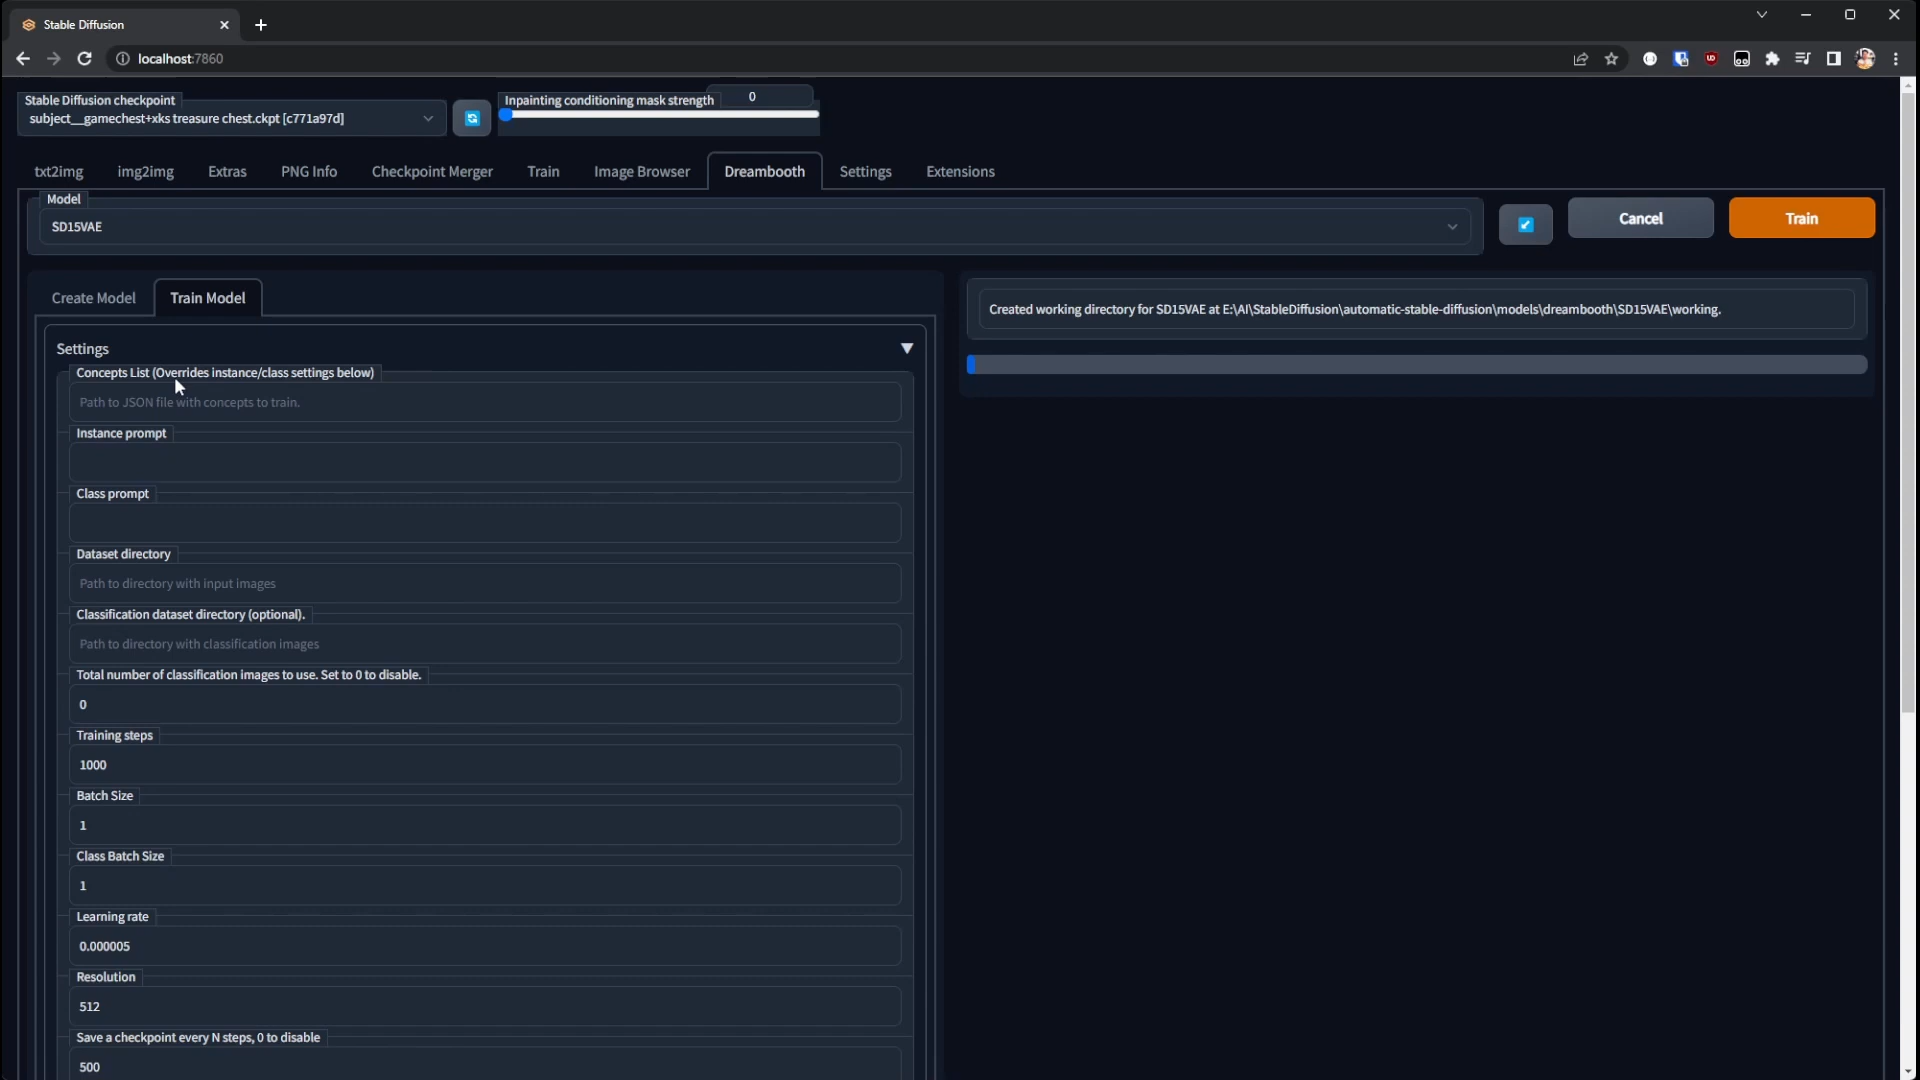 Stable Diffusion
localhost:7860
Stable Diffusion checkpoint
subject__gamechest+xks treasure chest.ckpt [c771a97d]
Inpainting conditioning mask strength
0
txt2img
img2img
Extras
PNG Info
Checkpoint Merger
Train
Image Browser
Dreambooth
Settings
Extensions
Model
SD15VAE
Cancel
Train
Create Model
Train Model
Created working directory for SD15VAE at E:\AI\StableDiffusion\automatic-stable-diffusion\models\dreambooth\SD15VAE\working.
Settings
Concepts List (Overrides instance/class settings below)
Path to JSON file with concepts to train.
Instance prompt
Class prompt
Dataset directory
Path to directory with input images
Classification dataset directory (optional).
Path to directory with classification images
Total number of classification images to use. Set to 0 to disable.
0
Training steps
1000
Batch Size
1
Class Batch Size
1
Learning rate
0.000005
Resolution
512
Save a checkpoint every N steps, 0 to disable
500